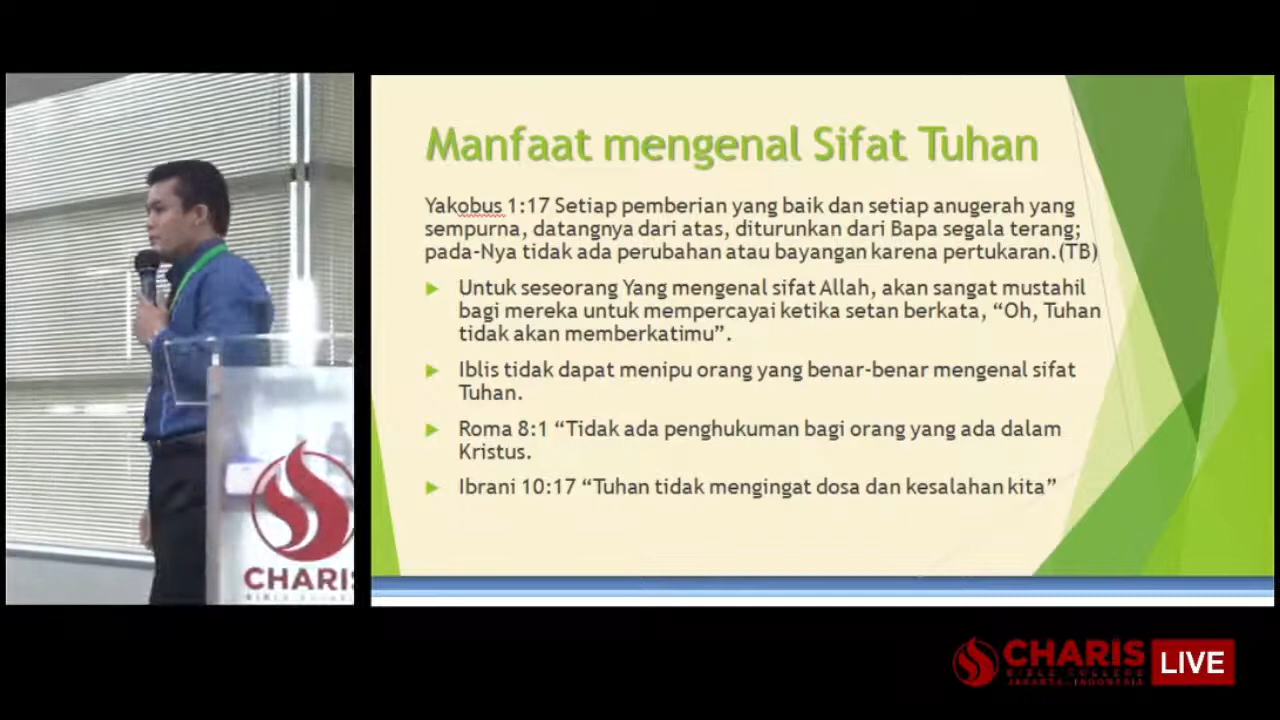 Manfaat mengenal Sifat Tuhan
Yakobus 1:17 Setiap pemberian yang baik dan setiap anugerah yang
sempurna, datangnya dari atas, diturunkan dari Bapa segala terang;
pada-Nya tidak ada perubahan atau bayangan karena pertukaran.(TB)
Untuk seseorang Yang mengenal sifat Allah, akan sangat mustahil
bagi mereka untuk mempercayai ketika setan berkata, “Oh, Tuhan
tidak akan memberkatimu”.
Iblis tidak dapat menipu orang yang benar-benar mengenal sifat
Tuhan.
Roma 8:1 “Tidak ada penghukuman bagi orang yang ada dalam
Kristus.
Ibrani 10:17 “Tuhan tidak mengingat dosa dan kesalahan kita”
CHARIS
CHARIS
BIBLE COLLEGE
JAKARTA-INDONESIA
LIVE